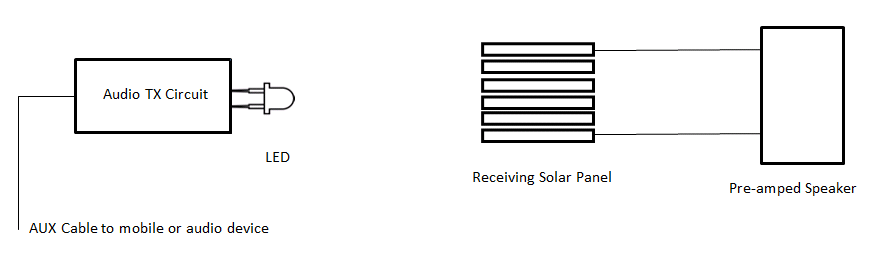 Audio TX Circuit
LED
AUX Cable to mobile or audio device
Receiving Solar Panel
Pre-amped Speaker